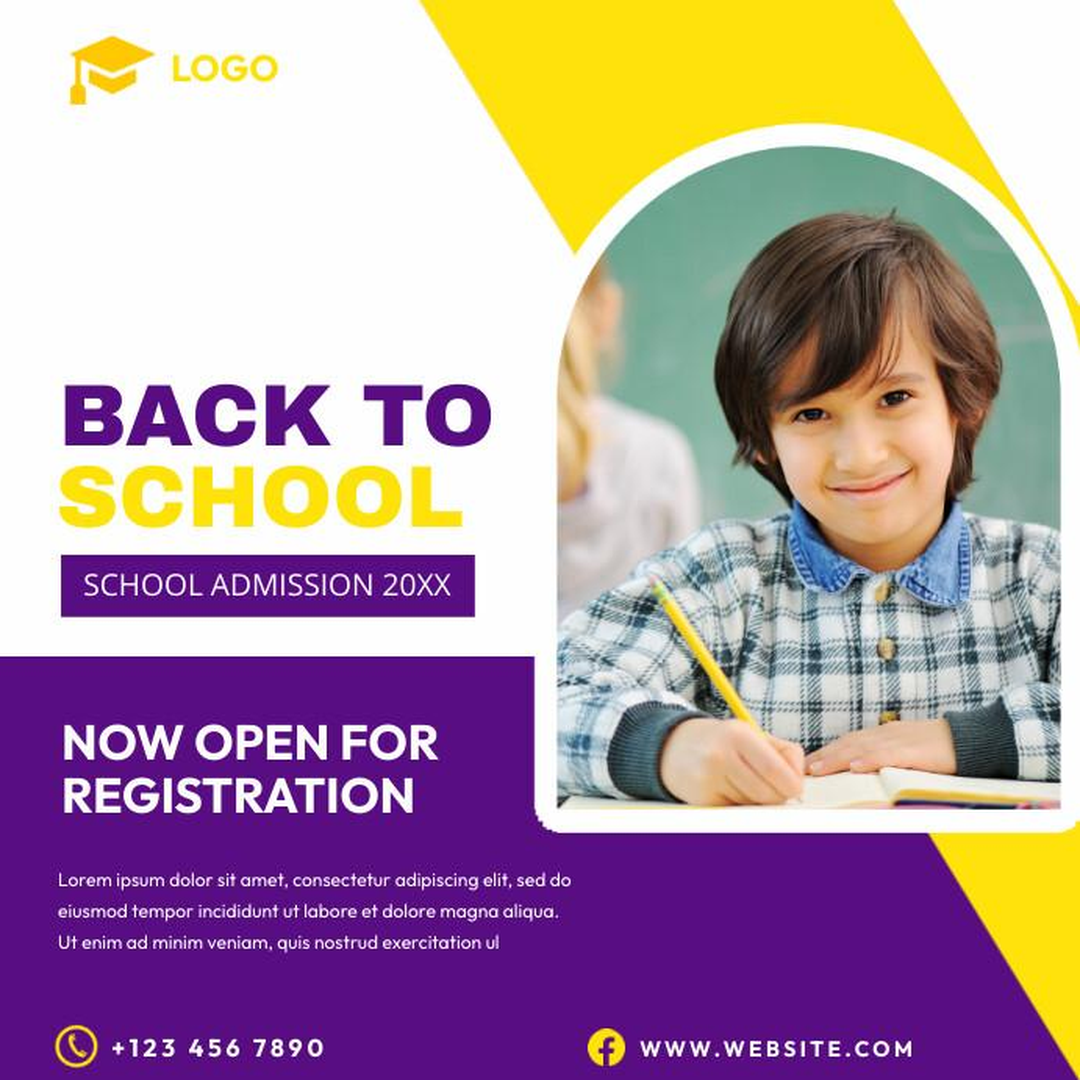 LOGO
BACK TO
SCHOOL
SCHOOL ADMISSION 20XX
NOW OPEN FOR
REGISTRATION
Lorem ipsum dolor sit amet, consectetur adipiscing elit, sed do
eiusmod tempor incididunt ut labore et dolore magna aliqua.
Ut enim ad minim veniam, quis nostrud exercitation ul
+123 456 7890
WWW.WEBSITE.COM